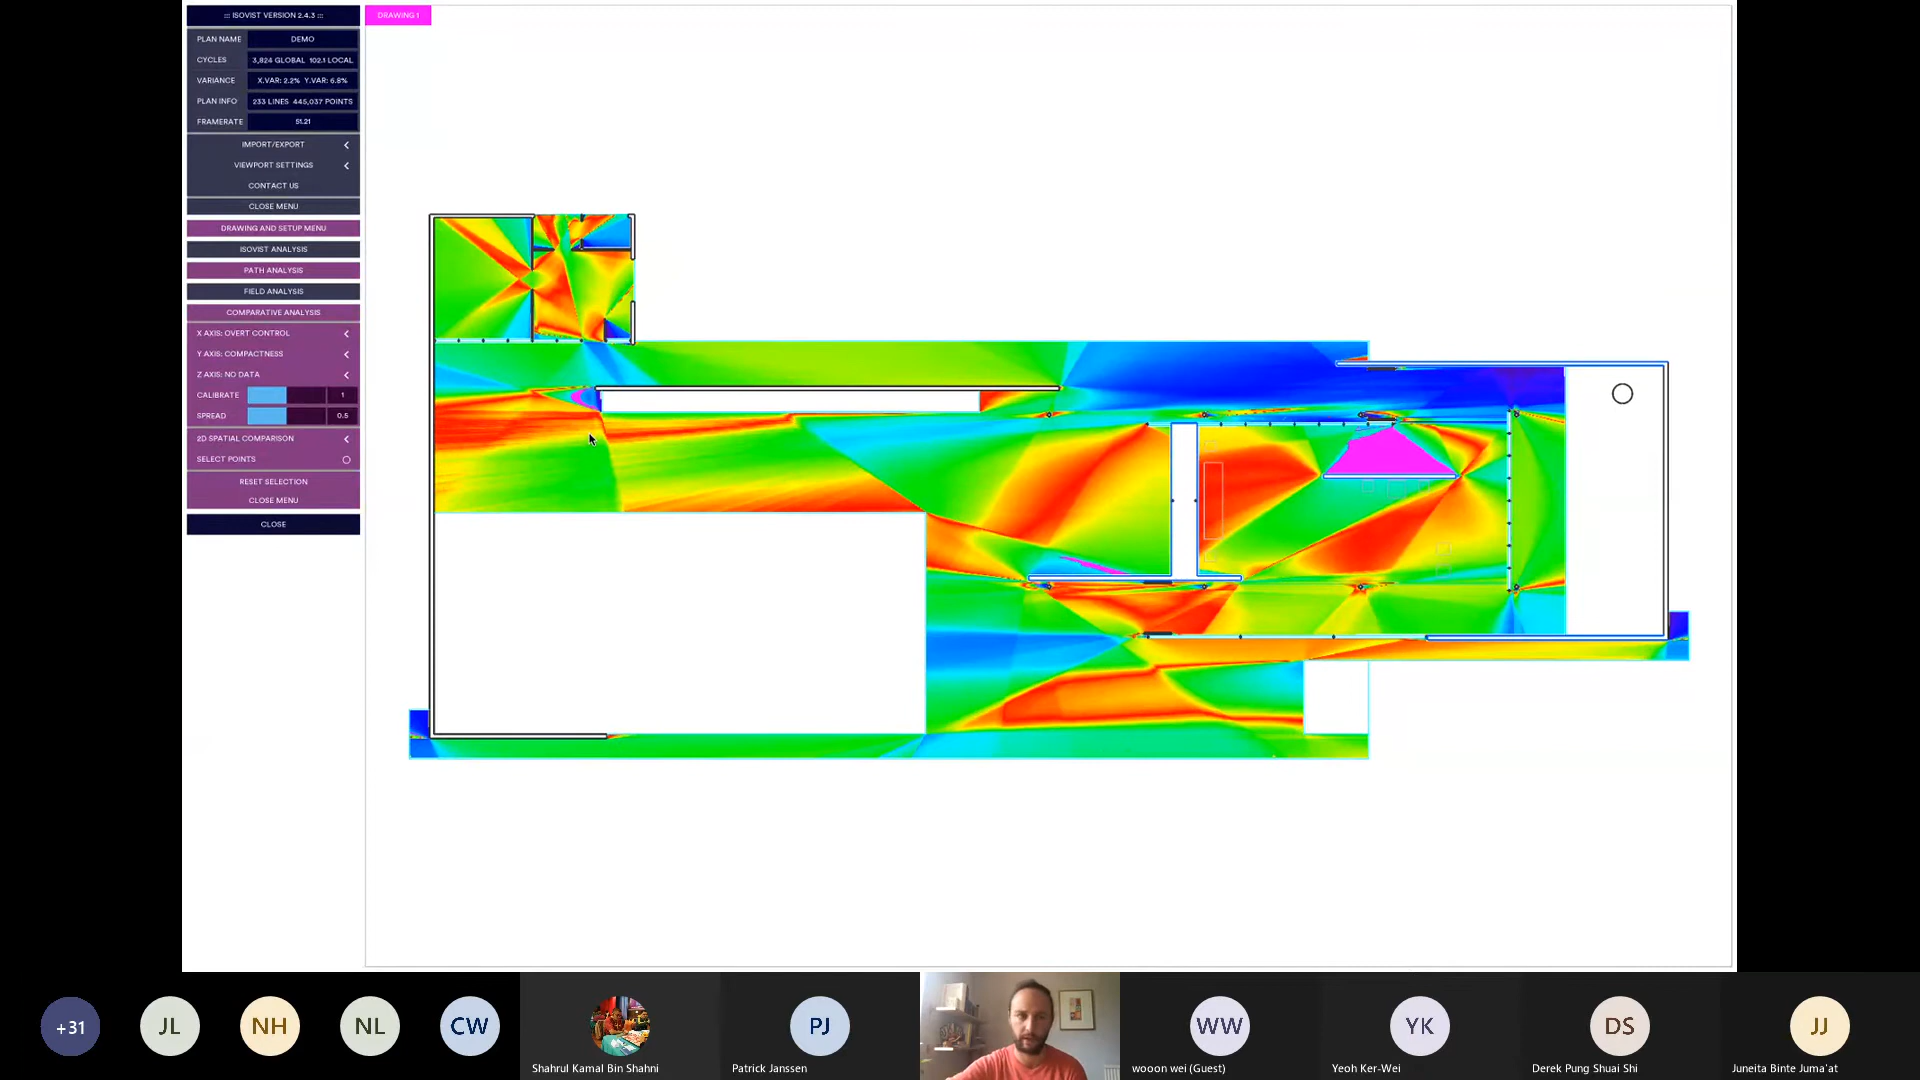 ::: ISOVIST VERSION 2.4.3 :::
DRAWING 1
PLAN NAME DEMO
CYCLES 3,824 GLOBAL 102.1 LOCAL
VARIANCE X.VAR: 2.2% Y.VAR: 6.8%
PLAN INFO 233 LINES 445,037 POINTS
FRAMERATE 51.21
IMPORT/EXPORT
VIEWPORT SETTINGS
CONTACT US
CLOSE MENU
DRAWING AND SETUP MENU
ISOVIST ANALYSIS
PATH ANALYSIS
FIELD ANALYSIS
COMPARATIVE ANALYSIS
X AXIS: OVERT CONTROL
Y AXIS: COMPACTNESS
Z AXIS: NO DATA
CALIBRATE 1
SPREAD 0.5
2D SPATIAL COMPARISON
SELECT POINTS
RESET SELECTION
CLOSE MENU
CLOSE
+31 JL NH NL CW PJ WW YK DS JJ
Shahrul Kamal Bin Shahni Patrick Janssen wooon wei (Guest) Yeoh Ker-Wei Derek Pung Shuai Shi Juneita Binte Juma'at